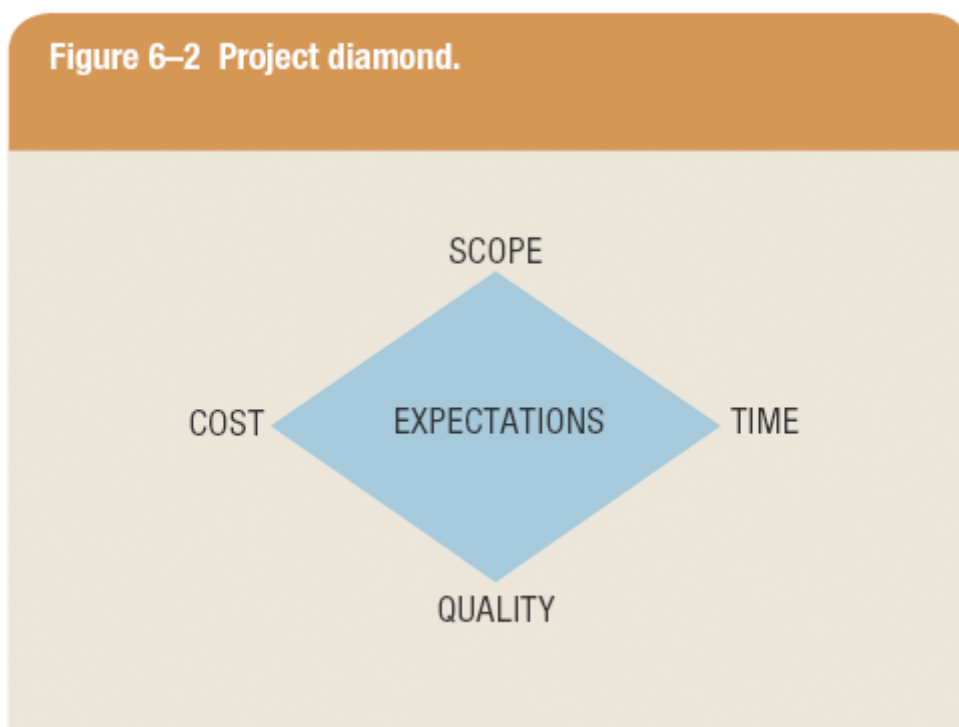 Figure 6–2 Project diamond.
SCOPE
COST EXPECTATIONS TIME
QUALITY